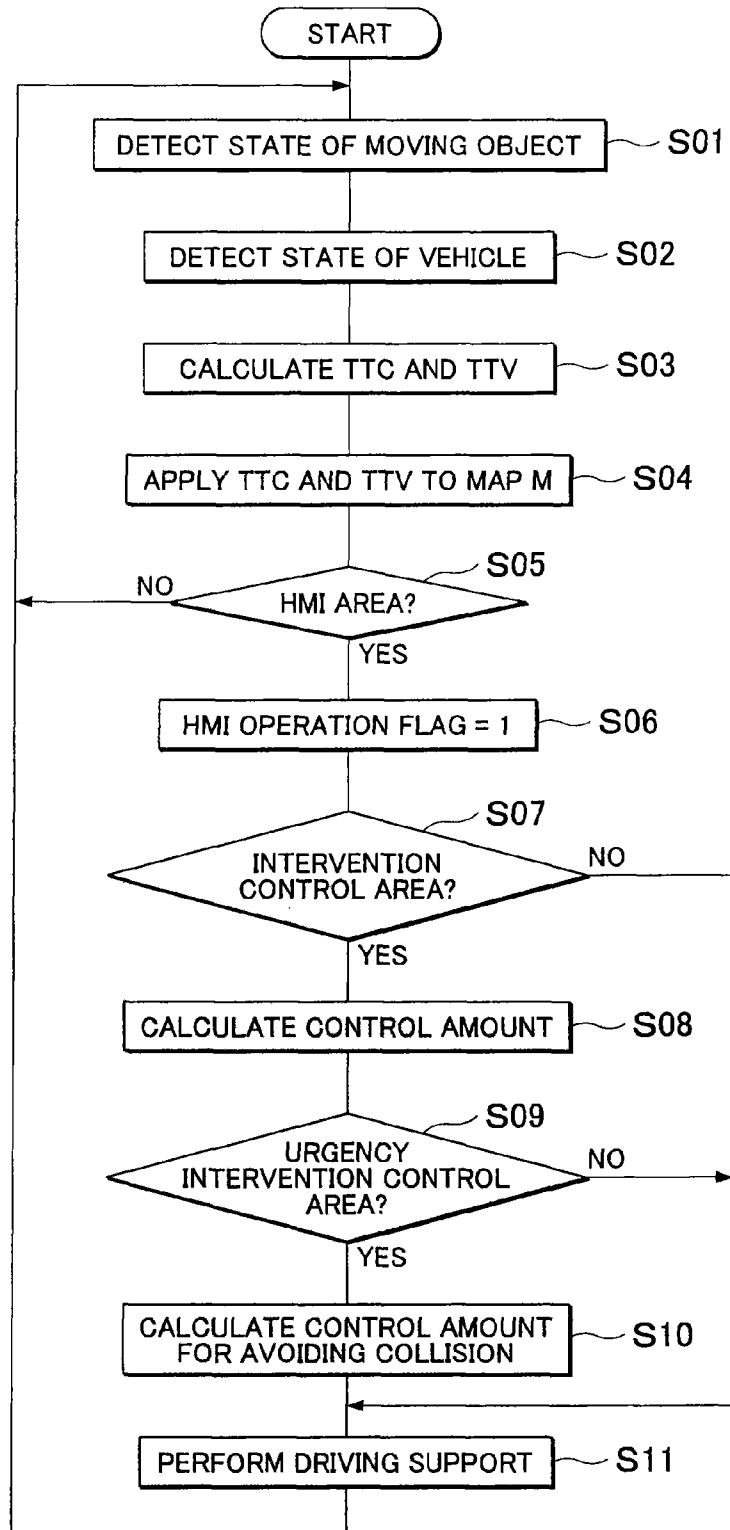 START
DETECT STATE OF MOVING OBJECT
S01
DETECT STATE OF VEHICLE
S02
CALCULATE TTC AND TTV
S03
APPLY TTC AND TTV TO MAP M
S04
S05
NO
HMI AREA?
YES
HMI OPERATION FLAG = 1
S06
S07
INTERVENTION
CONTROL AREA?
NO
YES
CALCULATE CONTROL AMOUNT
S08
S09
URGENCY
INTERVENTION CONTROL
AREA?
NO
YES
CALCULATE CONTROL AMOUNT
FOR AVOIDING COLLISION
S10
PERFORM DRIVING SUPPORT
S11